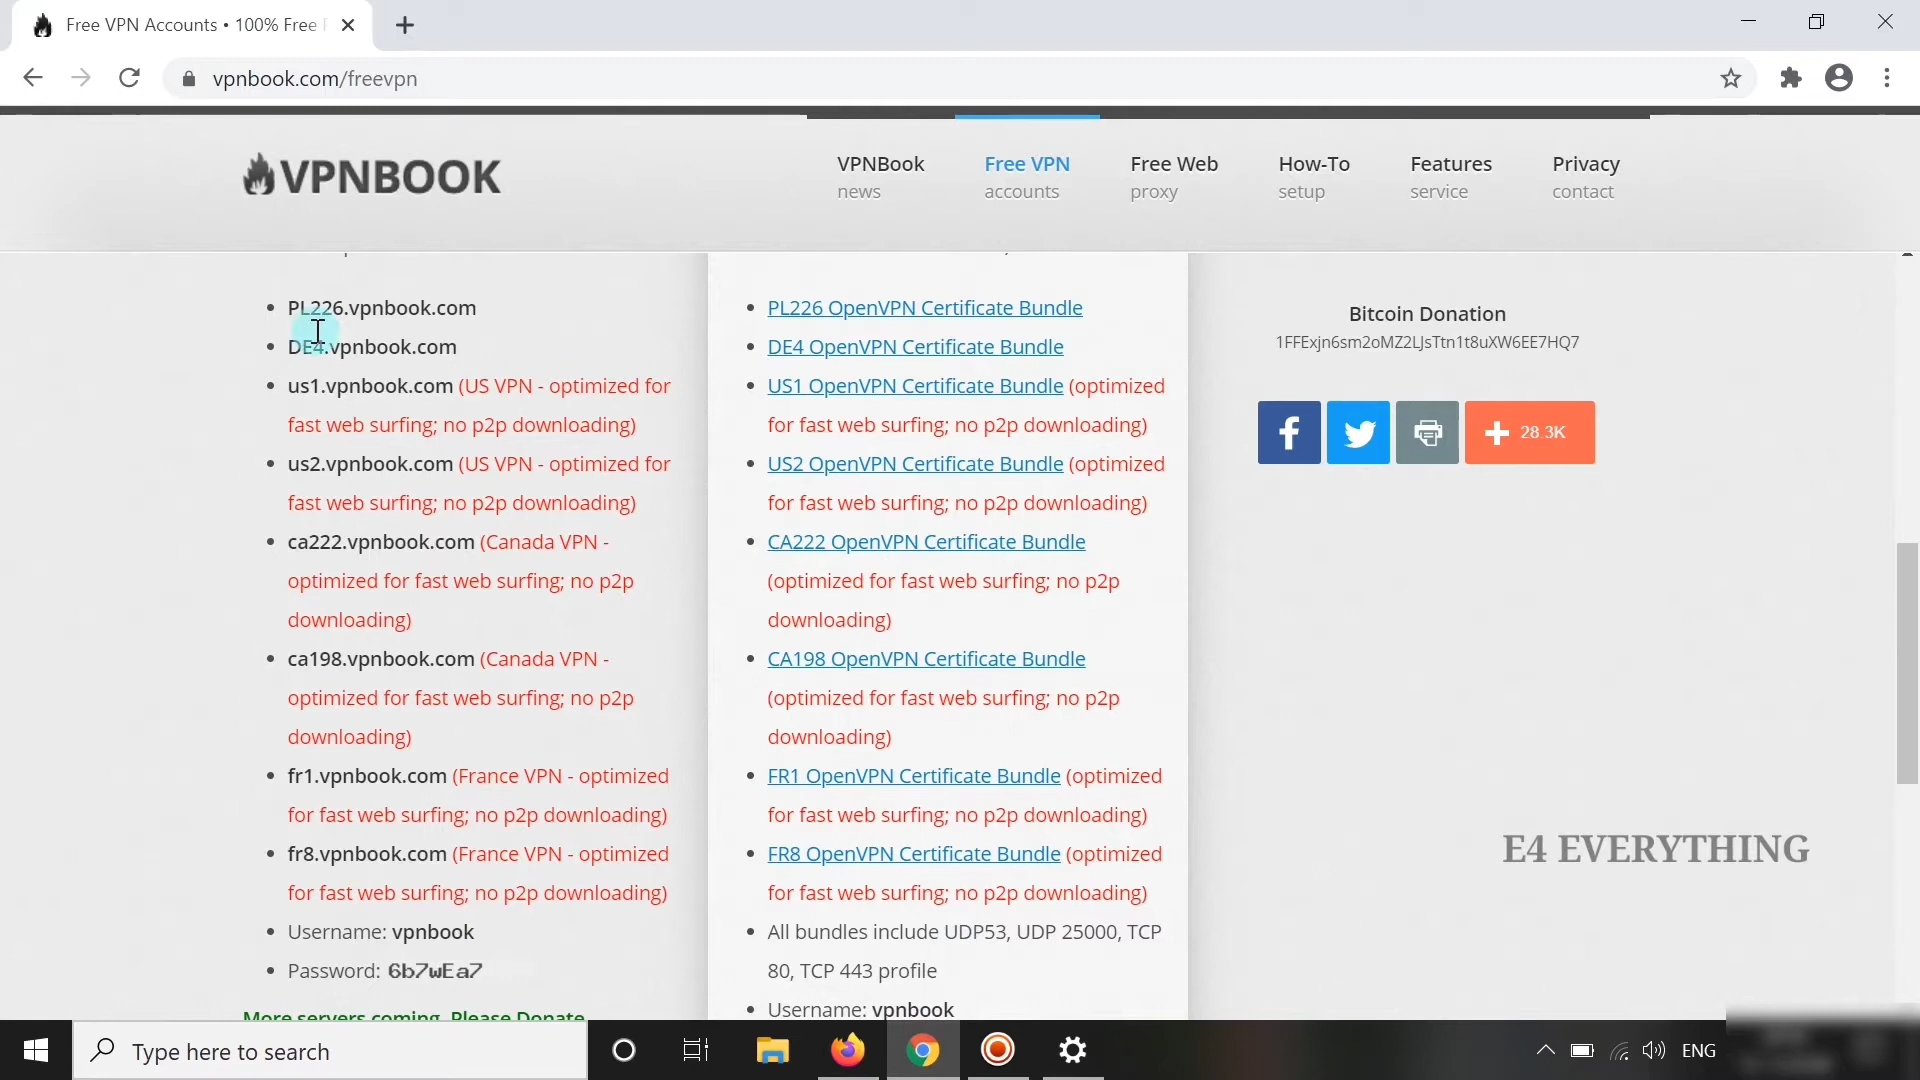 Free VPN Accounts • 100% Free
vpnbook.com/freevpn
VPNBOOK
VPNBook
news
Free VPN
accounts
Free Web
proxy
How-To
setup
Features
service
Privacy
contact
PL226.vpnbook.com
DE4.vpnbook.com
us1.vpnbook.com (US VPN - optimized for
fast web surfing; no p2p downloading)
us2.vpnbook.com (US VPN - optimized for
fast web surfing; no p2p downloading)
ca222.vpnbook.com (Canada VPN -
optimized for fast web surfing; no p2p
downloading)
ca198.vpnbook.com (Canada VPN -
optimized for fast web surfing; no p2p
downloading)
fr1.vpnbook.com (France VPN - optimized
for fast web surfing; no p2p downloading)
fr8.vpnbook.com (France VPN - optimized
for fast web surfing; no p2p downloading)
Username: vpnbook
Password: 6b7wEa7
More servers coming. Please Donate
PL226 OpenVPN Certificate Bundle
DE4 OpenVPN Certificate Bundle
US1 OpenVPN Certificate Bundle (optimized
for fast web surfing; no p2p downloading)
US2 OpenVPN Certificate Bundle (optimized
for fast web surfing; no p2p downloading)
CA222 OpenVPN Certificate Bundle
(optimized for fast web surfing; no p2p
downloading)
CA198 OpenVPN Certificate Bundle
(optimized for fast web surfing; no p2p
downloading)
FR1 OpenVPN Certificate Bundle (optimized
for fast web surfing; no p2p downloading)
FR8 OpenVPN Certificate Bundle (optimized
for fast web surfing; no p2p downloading)
All bundles include UDP53, UDP 25000, TCP
80, TCP 443 profile
Username: vpnbook
Bitcoin Donation
1FFExjn6sm2oMZ2LJsTtn1t8uXW6EE7HQ7
28.3K
E4 EVERYTHING
Type here to search
ENG